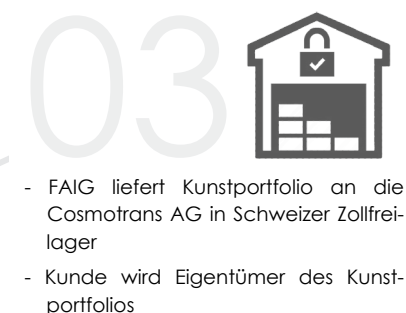 03
- FAIG liefert Kunstportfolio an die
Cosmotrans AG in Schweizer Zollfrei-
lager
- Kunde wird Eigentümer des Kunst-
portfolios